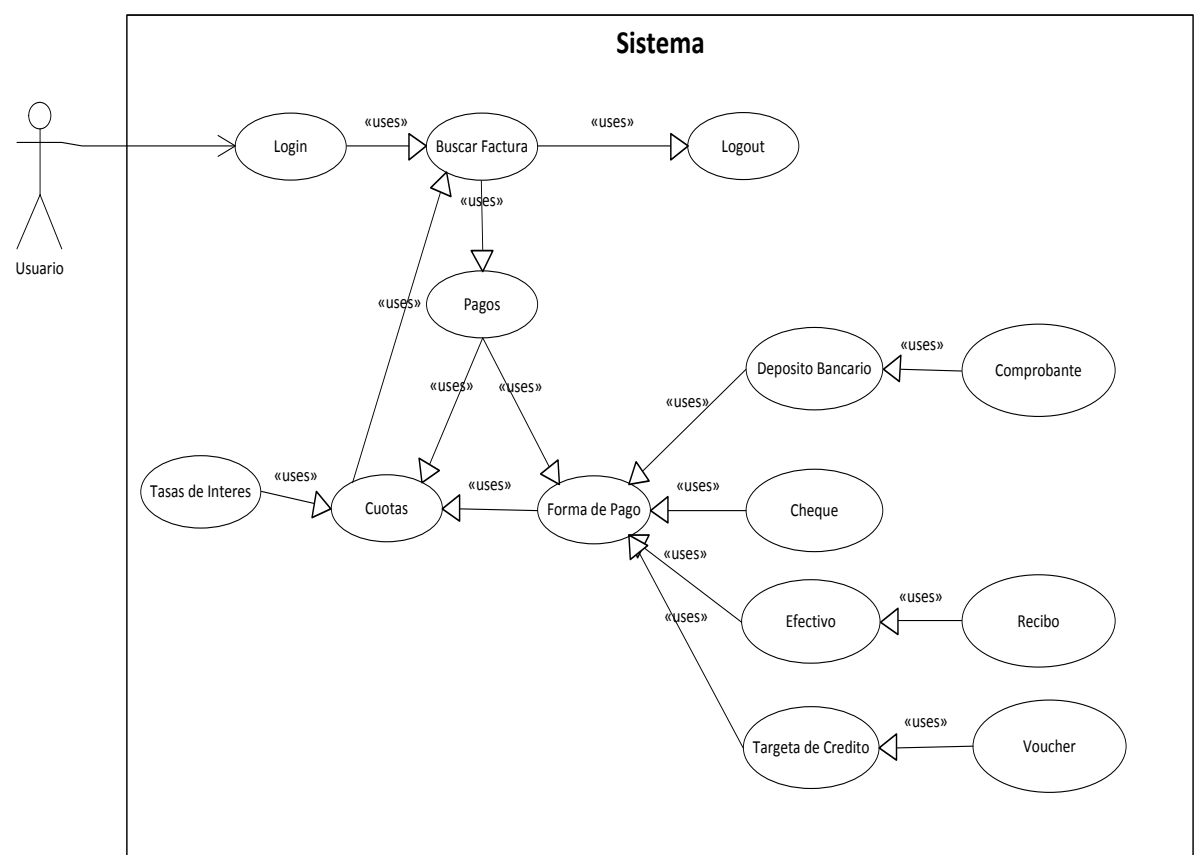 Sistema
«uses»
«uses»
Login
Buscar Factura
Logout
«uses»
Usuario
«uses»
Pagos
«uses»
«uses»
«uses»
Deposito Bancario
Comprobante
«uses»
«uses»
Tasas de Interes
«uses»
«uses»
Cuotas
Forma de Pago
Cheque
«uses»
«uses»
«uses»
Efectivo
Recibo
«uses»
Targeta de Credito
Voucher